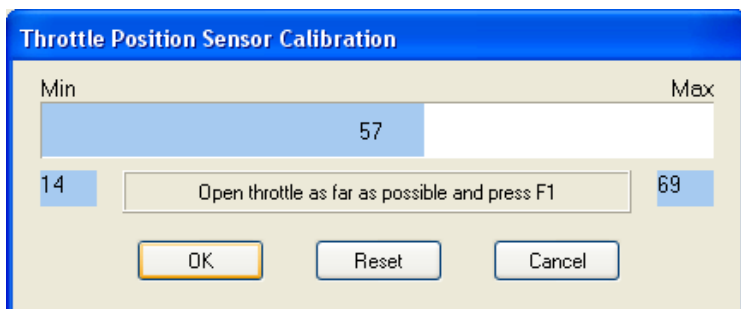 Throttle Position Sensor Calibration
Min Max
57
14 Open throttle as far as possible and press F1 69
OK Reset Cancel